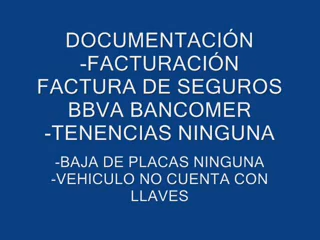 DOCUMENTACIÓN
-FACTURACIÓN
FACTURA DE SEGUROS
BBVA BANCOMER
-TENENCIAS NINGUNA
-BAJA DE PLACAS NINGUNA
-VEHICULO NO CUENTA CON
LLAVES